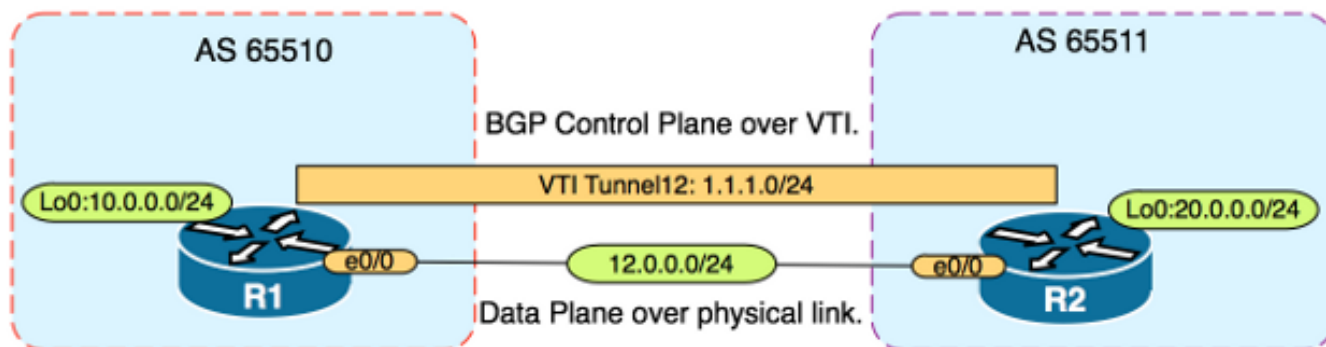 AS 65510
AS 65511
BGP Control Plane over VTI.
VTI Tunnel12: 1.1.1.0/24
Lo0:10.0.0.0/24
Lo0:20.0.0.0/24
e0/0
12.0.0.0/24
e0/0
R1
R2
Data Plane over physical link.